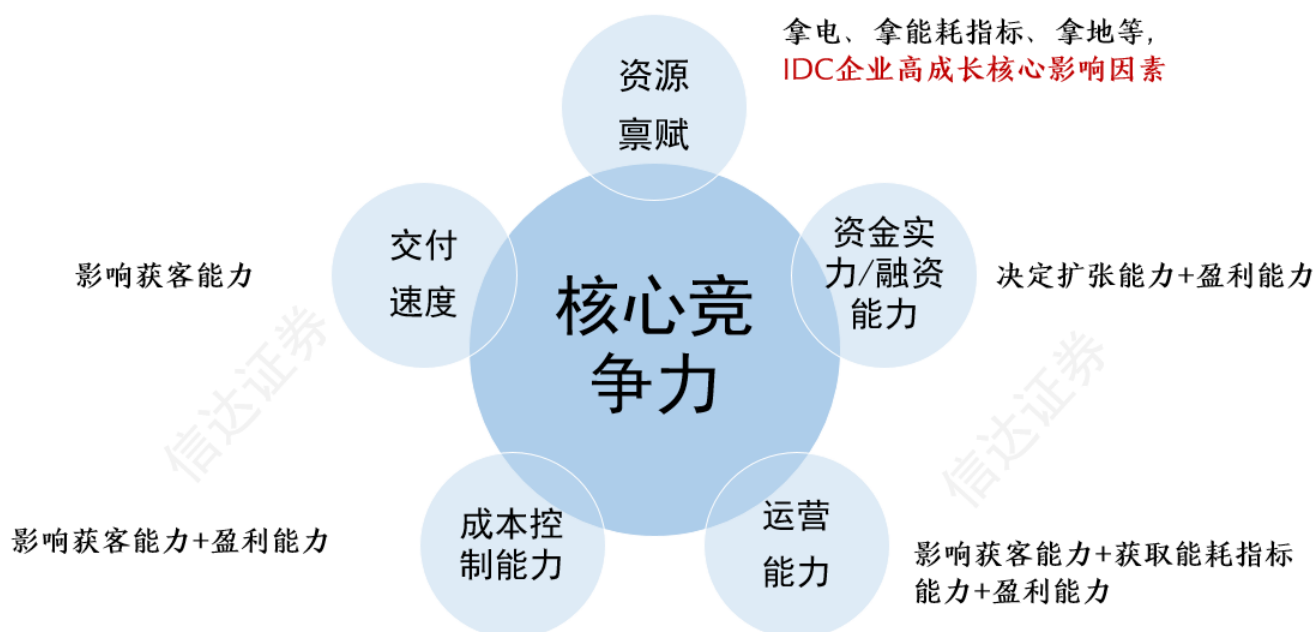 拿电、拿能耗指标、拿地等,
IDC企业高成长核心影响因素
资源
禀赋
交付
速度
影响获客能力
资金实
力/融资
能力
决定扩张能力+盈利能力
核心竞
争力
信达证券
信达证券
成本控
制能力
影响获客能力+盈利能力
运营
能力
影响获客能力+获取能耗指标
能力+盈利能力